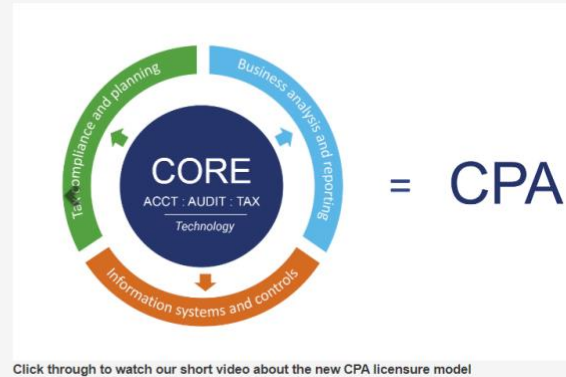 Tax compliance and planning
Business analysis and reporting
CORE
ACCT : AUDIT : TAX
Technology
Information systems and controls
= CPA
Click through to watch our short video about the new CPA licensure model